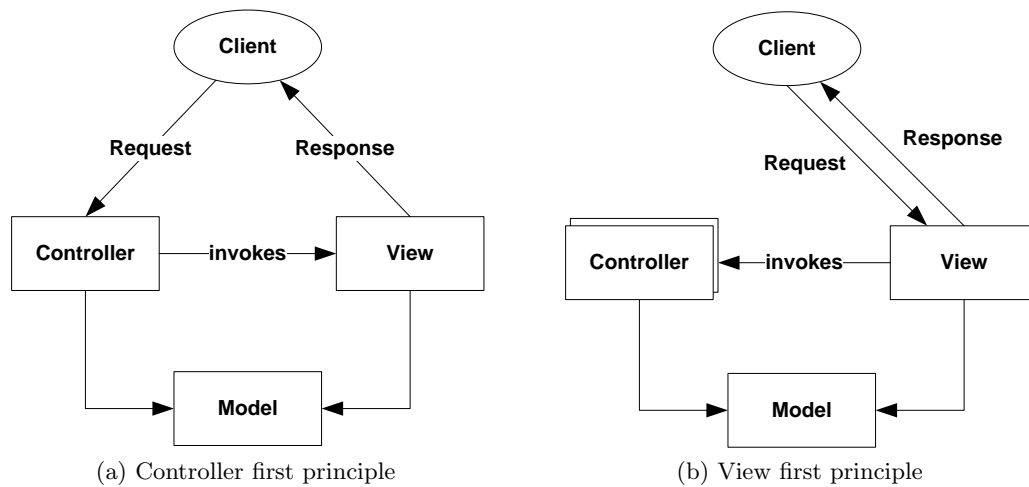 Client
Request
Response
Controller
invokes
View
Model
(a) Controller first principle
Client
Response
Request
Controller
invokes
View
Model
(b) View first principle